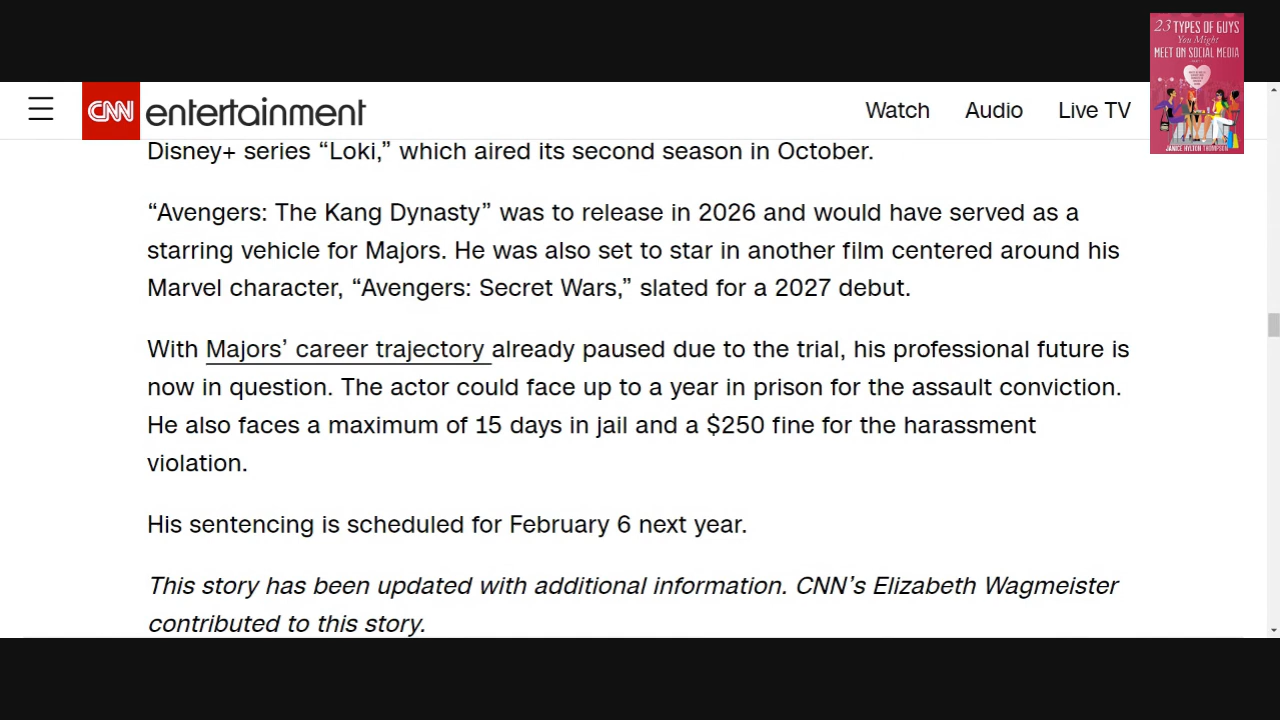 23 TYPES OF GUYS
You Might
MEET ON SOCIAL MEDIA
CNN entertainment
Watch Audio Live TV
JANICE HYLTON THOMPSON
Disney+ series “Loki,” which aired its second season in October.
“Avengers: The Kang Dynasty” was to release in 2026 and would have served as a
starring vehicle for Majors. He was also set to star in another film centered around his
Marvel character, “Avengers: Secret Wars,” slated for a 2027 debut.
With Majors’ career trajectory already paused due to the trial, his professional future is
now in question. The actor could face up to a year in prison for the assault conviction.
He also faces a maximum of 15 days in jail and a $250 fine for the harassment
violation.
His sentencing is scheduled for February 6 next year.
This story has been updated with additional information. CNN’s Elizabeth Wagmeister
contributed to this story.